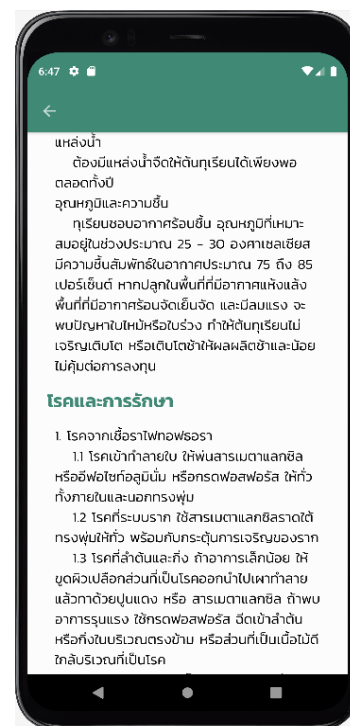 6:47
แหล่งน้ำ
ต้องมีแหล่งน้ำจืดให้ต้นทุเรียนได้เพียงพอ
ตลอดทั้งปี
อุณหภูมิและความชื้น
ทุเรียนชอบอากาศร้อนชื้น อุณหภูมิที่เหมาะ
สมอยู่ในช่วงประมาณ 25 - 30 องศาเซลเซียส
มีความชื้นสัมพัทธ์ในอากาศประมาณ 75 ถึง 85
เปอร์เซ็นต์ หากปลูกในพื้นที่ที่มีอากาศแห้งแล้ง
พื้นที่ที่มีอากาศร้อนจัดเย็นจัด และมีลมแรง จะ
พบปัญหาใบไหม้หรือใบร่วง ทำให้ต้นทุเรียนไม่
เจริญเติบโต หรือเติบโตช้าให้ผลผลิตช้าและน้อย
ไม่คุ้มต่อการลงทุน
โรคและการรักษา
1. โรคจากเชื้อราไฟทอฟธอรา
1.1 โรคเข้าทำลายใบ ให้พ่นสารเมตาแลกซิล
หรืออีฟอไซท์อลูมินั่ม หรือกรดฟอสฟอรัส ให้ทั่ว
ทั้งภายในและนอกทรงพุ่ม
1.2 โรคที่ระบบราก ใช้สารเมตาแลกซิลราดใต้
ทรงพุ่มให้ทั่ว พร้อมกับกระตุ้นการเจริญของราก
1.3 โรคที่ลำต้นและกิ่ง ถ้าอาการเล็กน้อย ให้
ขูดผิวเปลือกส่วนที่เป็นโรคออกนำไปเผาทำลาย
แล้วทาด้วยปูนแดง หรือ สารเมตาแลกซิล ถ้าพบ
อาการรุนแรง ใช้กรดฟอสฟอรัส ฉีดเข้าลำต้น
หรือกิ่งในบริเวณตรงข้าม หรือส่วนที่เป็นเนื้อไม้ดี
ใกล้บริเวณที่เป็นโรค